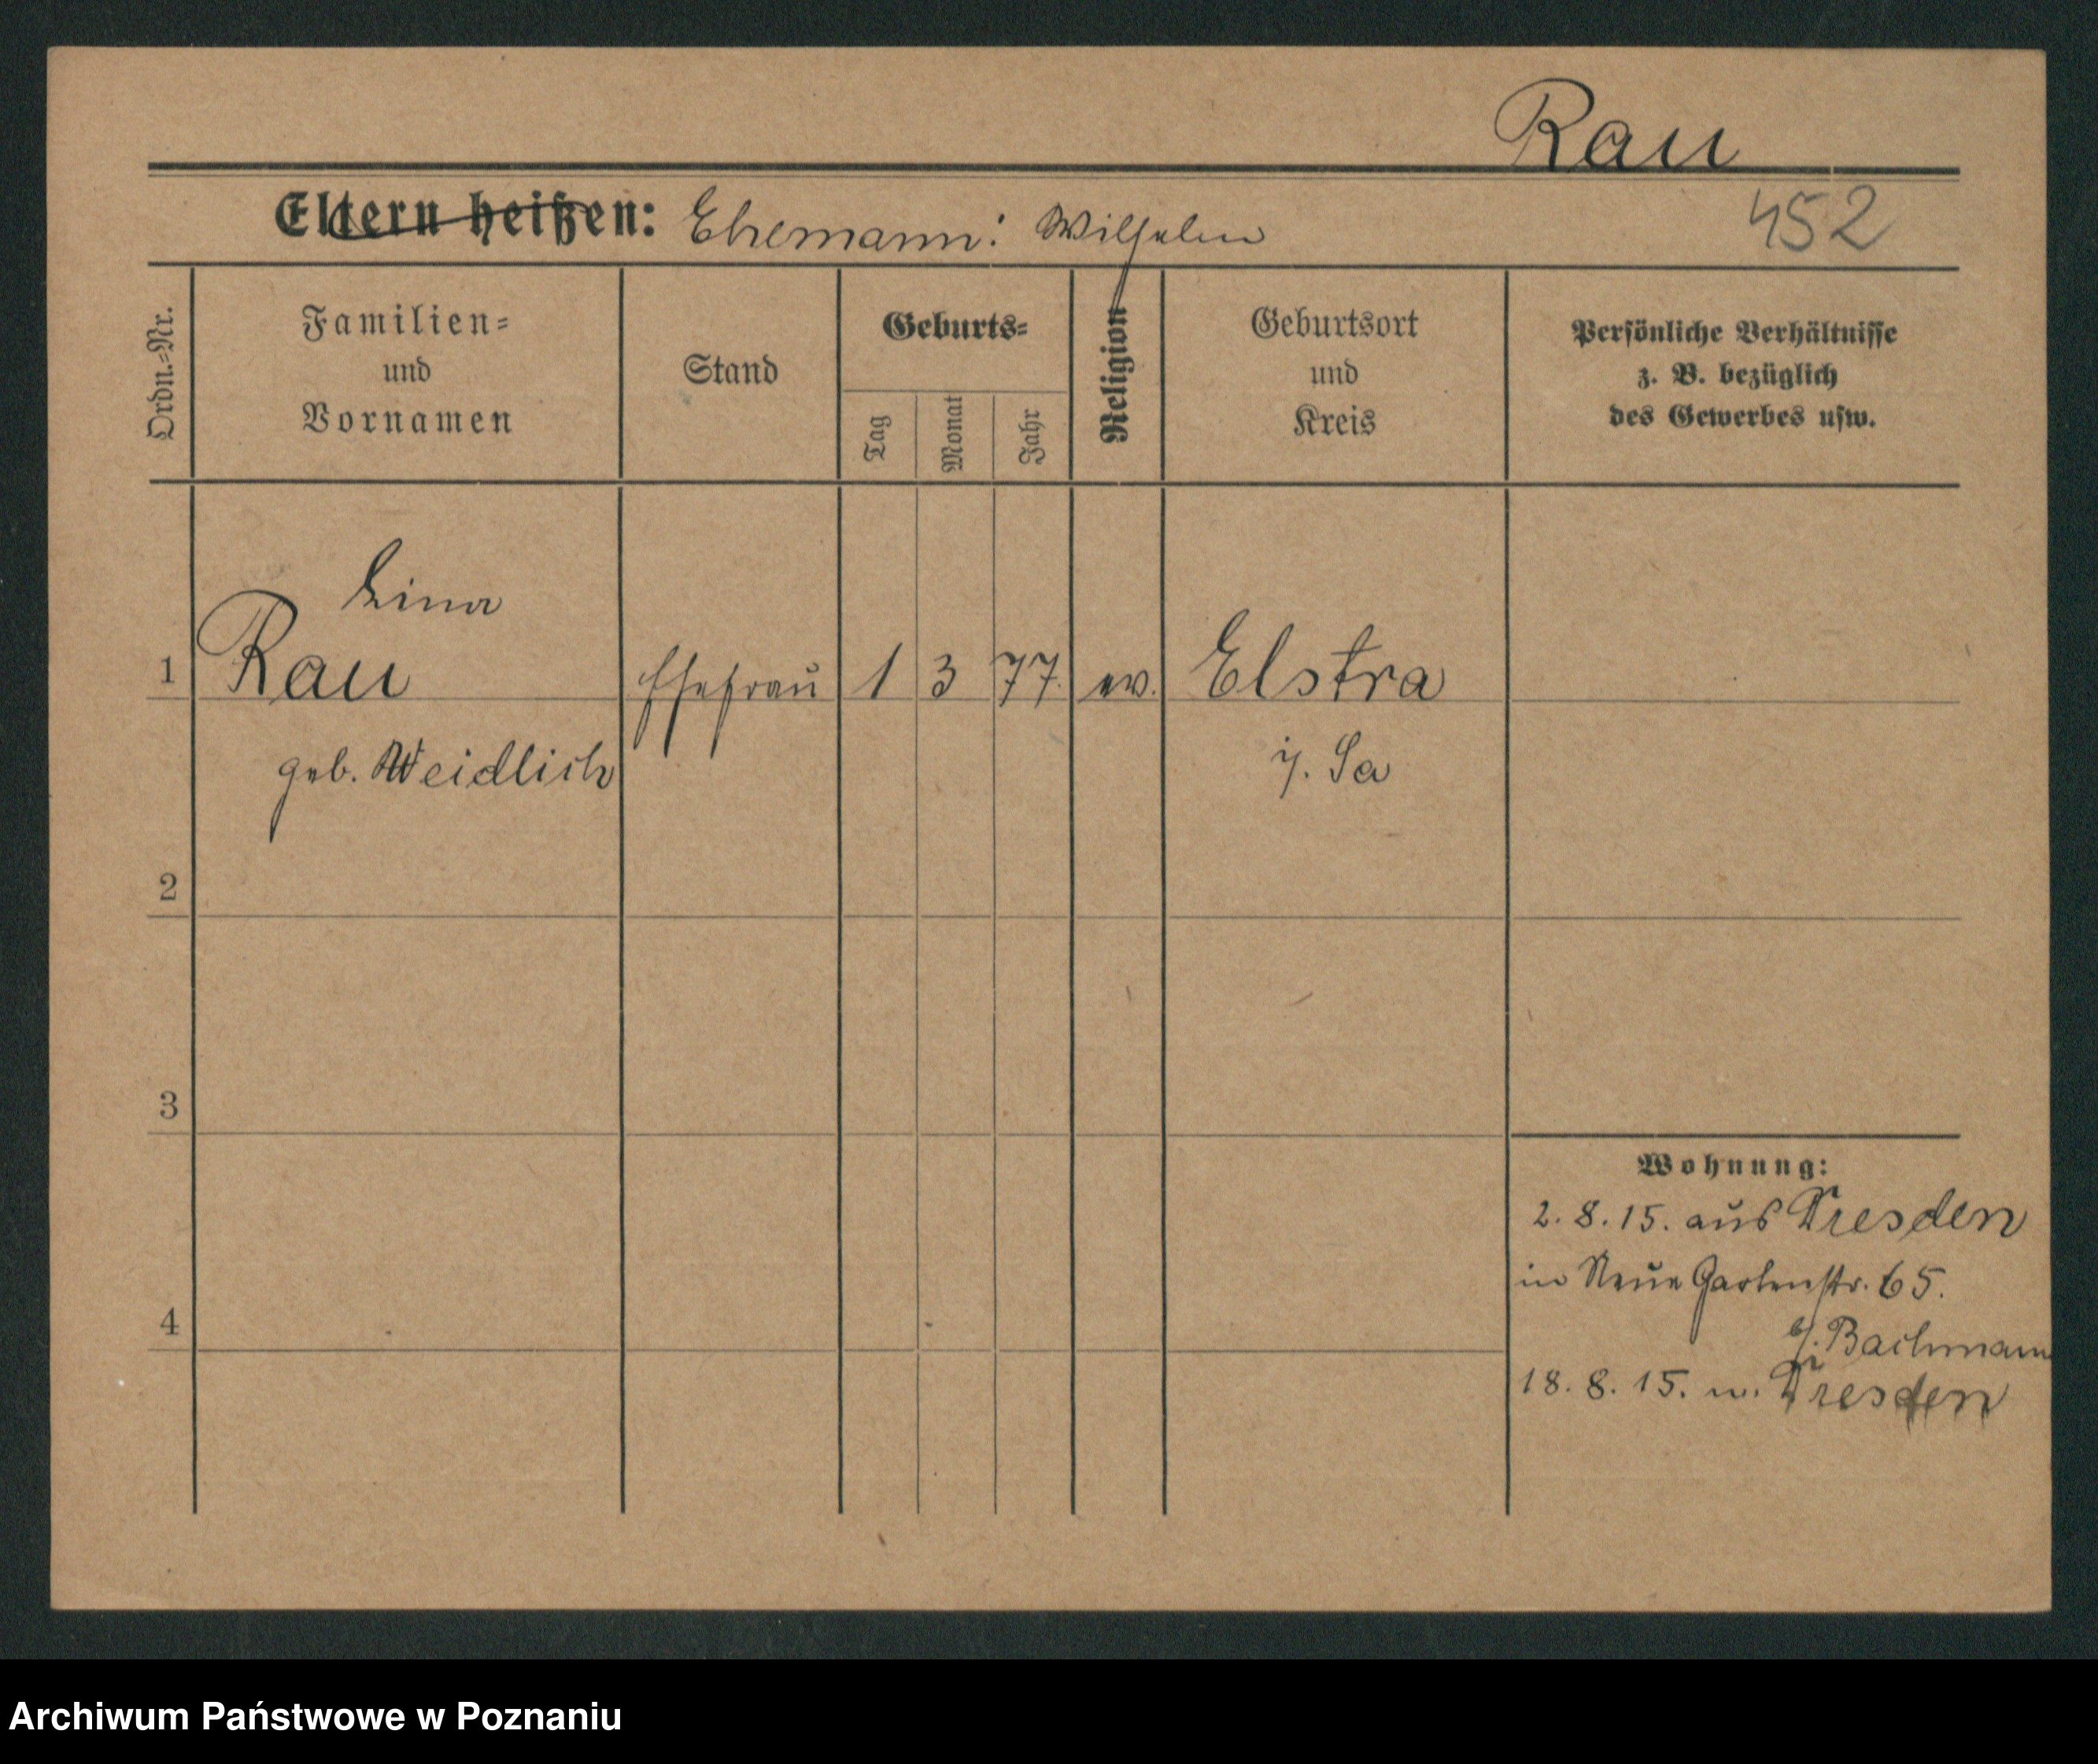 Rau
452
Eltern heißen: Ehemann: Wilhelm
Ordn.-Nr.
Familien-
und
Vornamen
Stand
Geburts-
Tag
Monat
Jahr
Religion
Geburtsort
und
Kreis
Persönliche Verhältnisse
z. B. bezüglich
des Gewerbes usw.
Lina
1 Rau Ehefrau 1 3 77 ev. Elstra
geb. Weidlich i. Sa
2
3
4
Wohnung:
2. 8. 15. aus Dresden
in Neue Gartenstr. 65.
b. Bachmann
18. 8. 15. n. Dresden
Archiwum Państwowe w Poznaniu